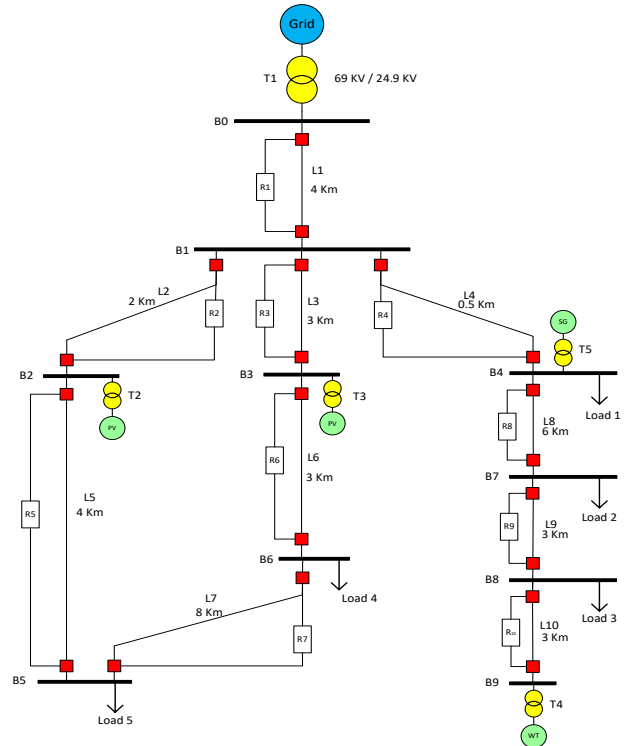 Grid
T1
69 KV / 24.9 KV
B0
R1
L1
4 Km
B1
L2
2 Km
R2
R3
L3
3 Km
R4
L4
0.5 Km
SG
T5
B2
T2
PV
B3
T3
PV
B4
Load 1
R5
L5
4 Km
R6
L6
3 Km
R8
L8
6 Km
B7
Load 2
R9
L9
3 Km
B6
Load 4
B8
Load 3
L7
8 Km
R7
R10
L10
3 Km
B5
Load 5
B9
T4
WT